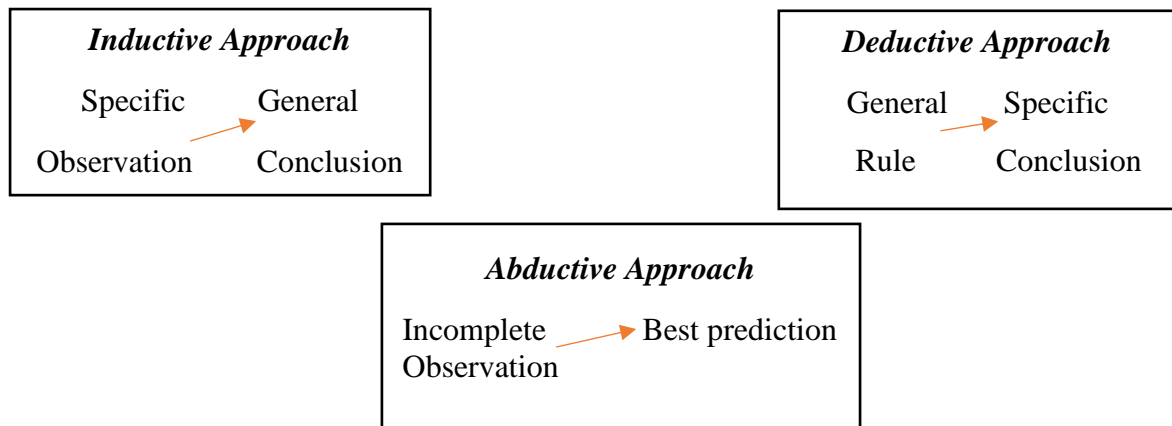 Inductive Approach
Specific General
Observation Conclusion
Deductive Approach
General Specific
Rule Conclusion
Abductive Approach
Incomplete Best prediction
Observation